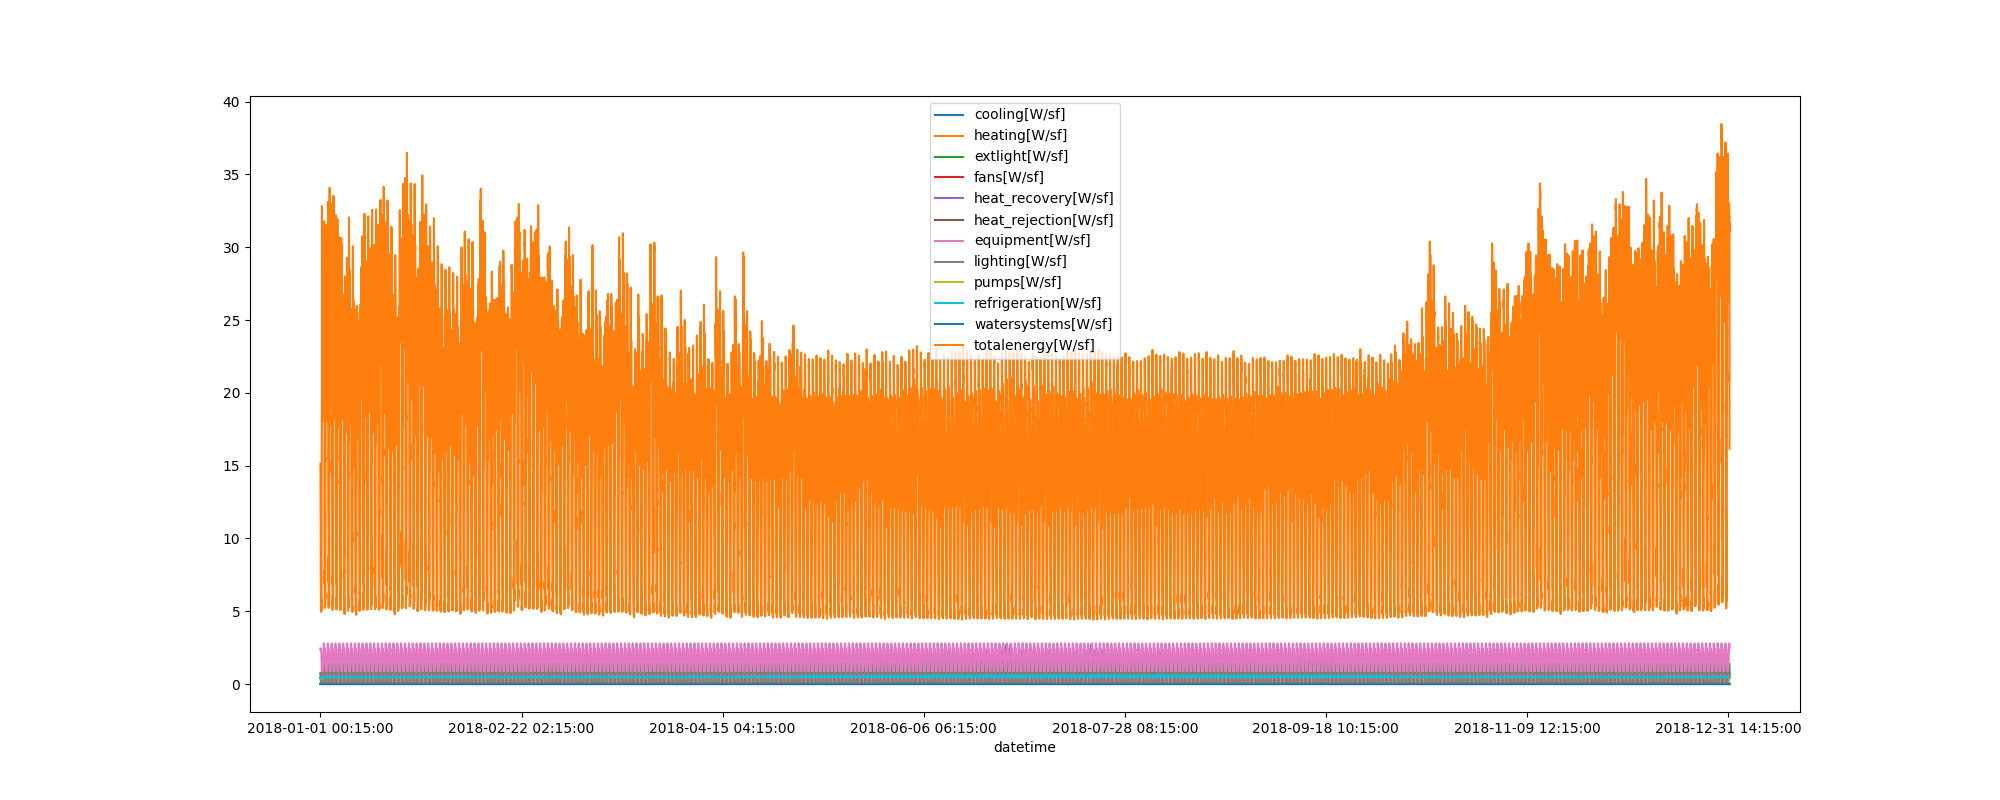 40
35
30
25
20
15
10
5
0
cooling[W/sf]
heating[W/sf]
extlight[W/sf]
fans[W/sf]
heat_recovery[W/sf]
heat_rejection[W/sf]
equipment[W/sf]
lighting[W/sf]
pumps[W/sf]
refrigeration[W/sf]
watersystems[W/sf]
totalenergy[W/sf]
2018-01-01 00:15:00 2018-02-22 02:15:00 2018-04-15 04:15:00 2018-06-06 06:15:00 2018-07-28 08:15:00 2018-09-18 10:15:00 2018-11-09 12:15:00 2018-12-31 14:15:00
datetime